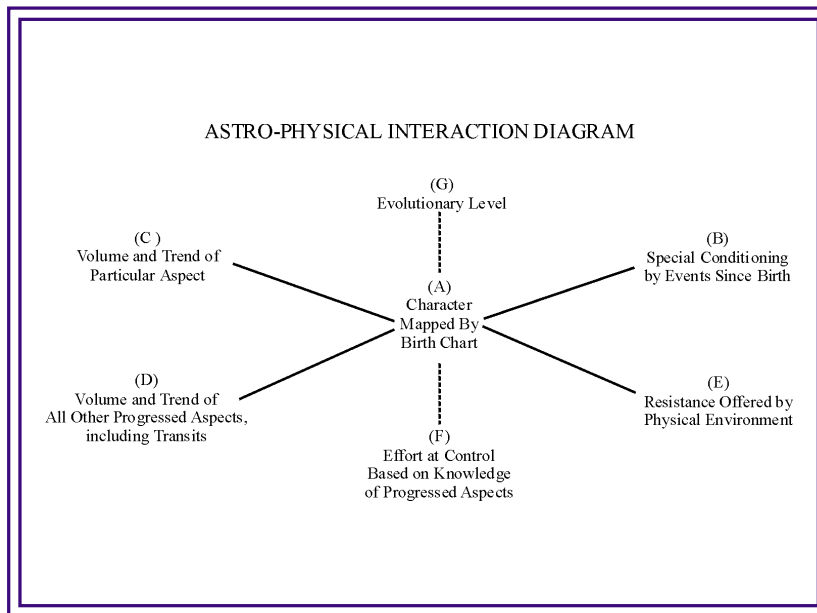 ASTRO-PHYSICAL INTERACTION DIAGRAM
(G)
Evolutionary Level
(C )
Volume and Trend of
Particular Aspect
(B)
Special Conditioning
by Events Since Birth
(A)
Character
Mapped By
Birth Chart
(D)
Volume and Trend of
All Other Progressed Aspects,
including Transits
(E)
Resistance Offered by
Physical Environment
(F)
Effort at Control
Based on Knowledge
of Progressed Aspects